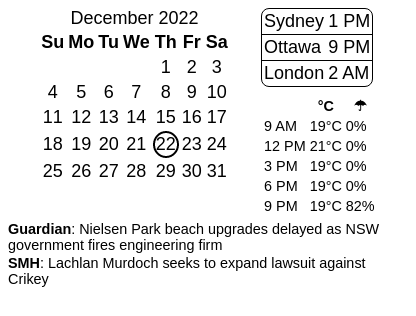 December 2022
Su Mo Tu We Th Fr Sa
1 2 3
4 5 6 7 8 9 10
11 12 13 14 15 16 17
18 19 20 21 22 23 24
25 26 27 28 29 30 31
Sydney 1 PM
Ottawa 9 PM
London 2 AM
°C ☂
9 AM 19°C 0%
12 PM 21°C 0%
3 PM 19°C 0%
6 PM 19°C 0%
9 PM 19°C 82%
Guardian: Nielsen Park beach upgrades delayed as NSW
government fires engineering firm
SMH: Lachlan Murdoch seeks to expand lawsuit against
Crikey